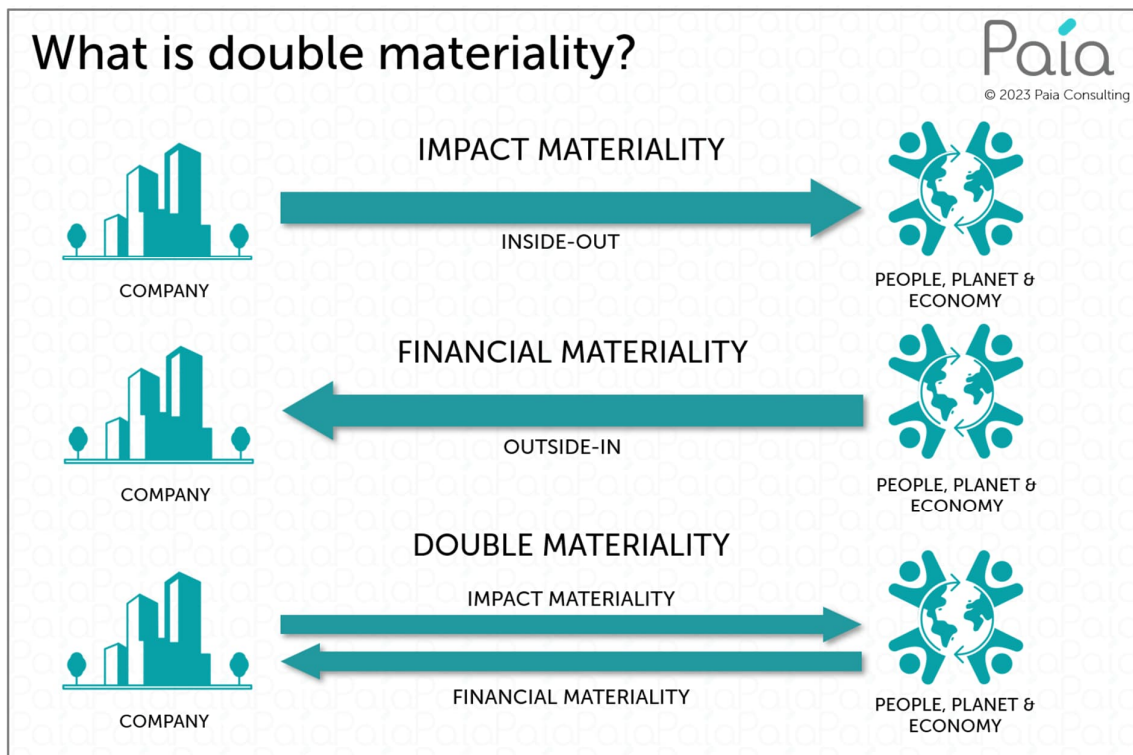 What is double materiality?
Paia
© 2023 Paia Consulting
IMPACT MATERIALITY
INSIDE-OUT
COMPANY
PEOPLE, PLANET &
ECONOMY
FINANCIAL MATERIALITY
OUTSIDE-IN
COMPANY
PEOPLE, PLANET &
ECONOMY
DOUBLE MATERIALITY
IMPACT MATERIALITY
FINANCIAL MATERIALITY
COMPANY
PEOPLE, PLANET &
ECONOMY